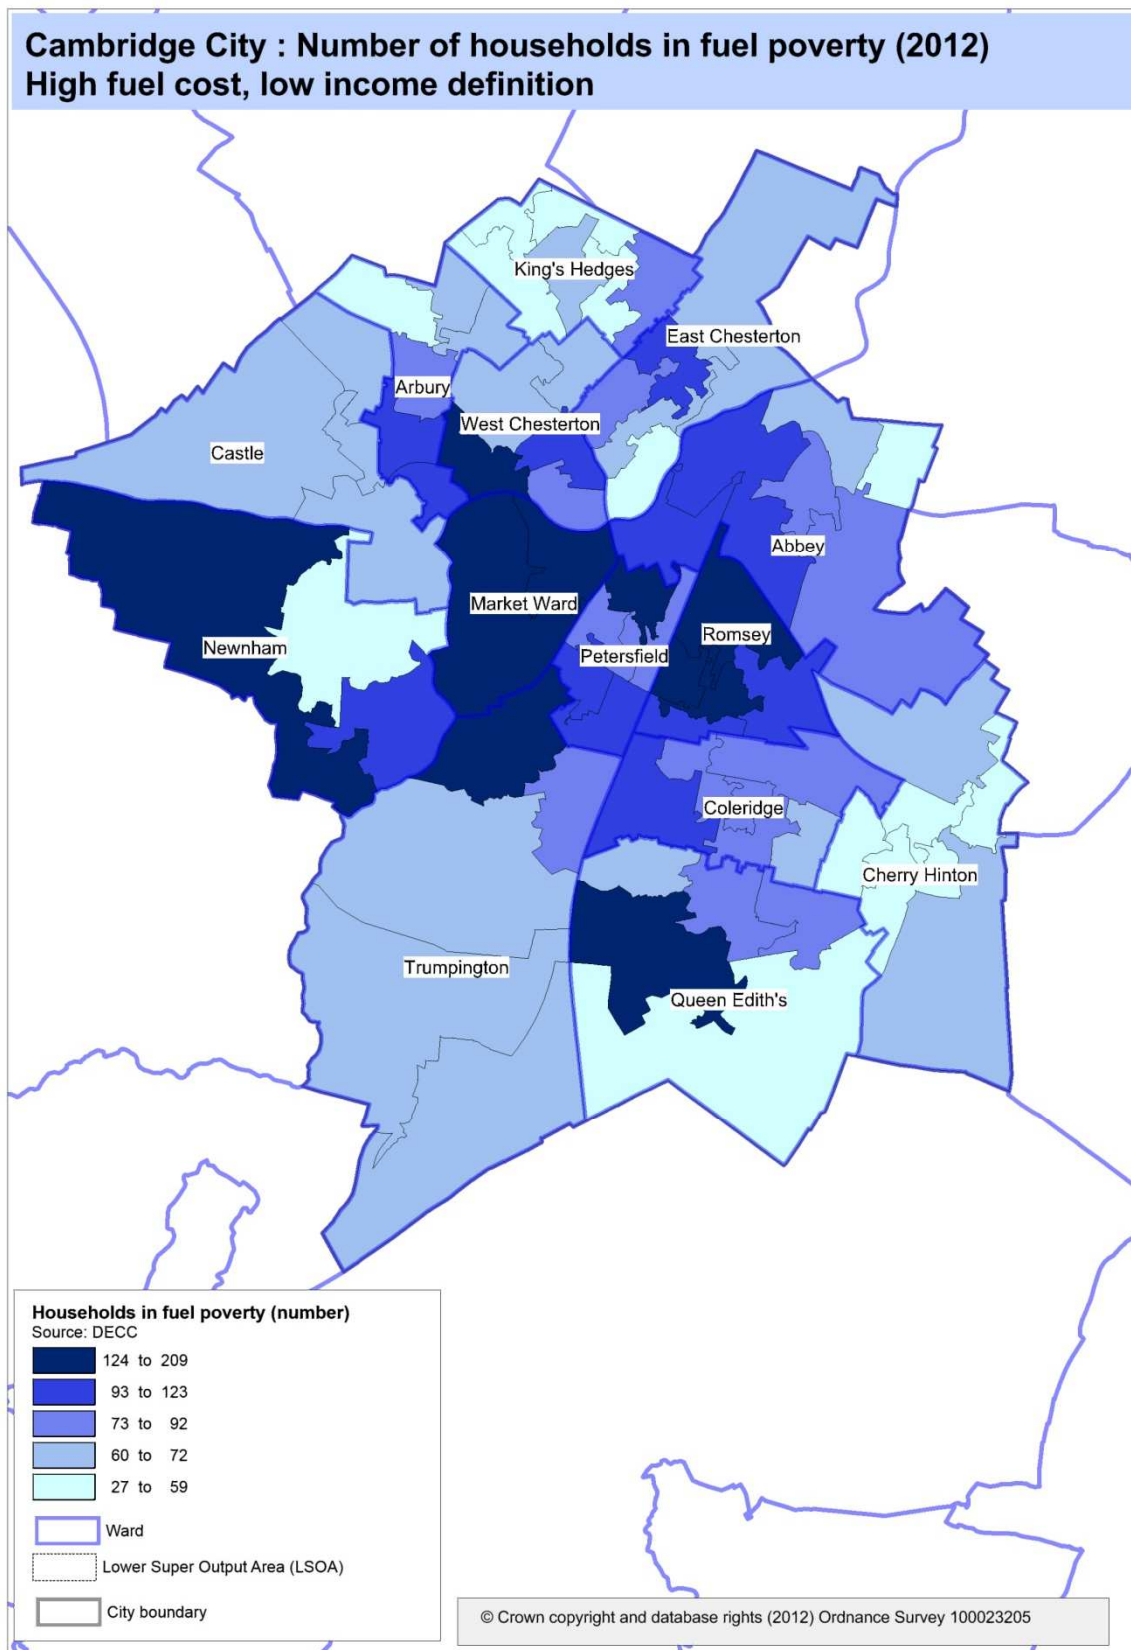 Cambridge City : Number of households in fuel poverty (2012)
High fuel cost, low income definition
King's Hedges
East Chesterton
Arbury
West Chesterton
Castle
Abbey
Market Ward
Romsey
Newnham
Petersfield
Coleridge
Cherry Hinton
Trumpington
Queen Edith's
Households in fuel poverty (number)
Source: DECC
124 to 209
93 to 123
73 to 92
60 to 72
27 to 59
Ward
Lower Super Output Area (LSOA)
City boundary
© Crown copyright and database rights (2012) Ordnance Survey 100023205